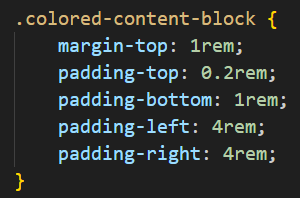 .colored-content-block {
    margin-top: 1rem;
    padding-top: 0.2rem;
    padding-bottom: 1rem;
    padding-left: 4rem;
    padding-right: 4rem;
}